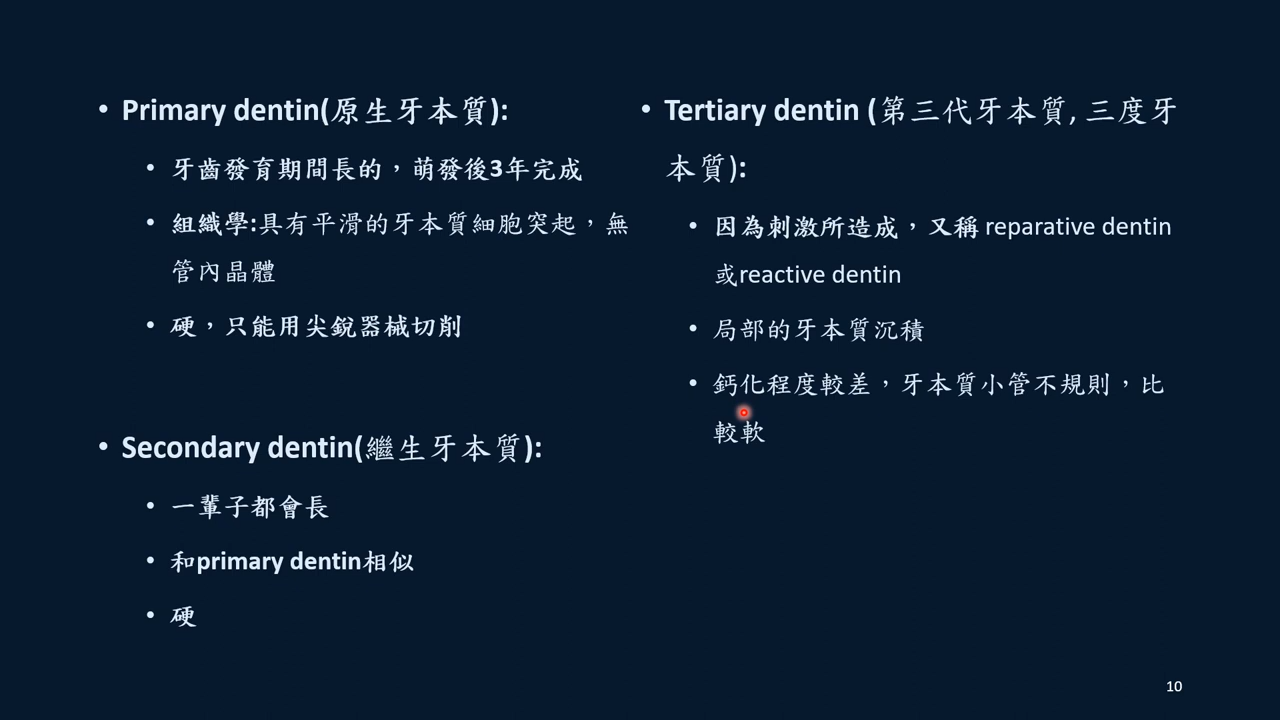 • Primary dentin(原生牙本質):
• 牙齒發育期間長的，萌發後3年完成
• 組織學:具有平滑的牙本質細胞突起，無
管內晶體
• 硬，只能用尖銳器械切削
• Secondary dentin(繼生牙本質):
• 一輩子都會長
• 和primary dentin相似
• 硬
• Tertiary dentin (第三代牙本質, 三度牙
本質):
• 因為刺激所造成，又稱 reparative dentin
或reactive dentin
• 局部的牙本質沉積
• 鈣化程度較差，牙本質小管不規則，比
較軟
10